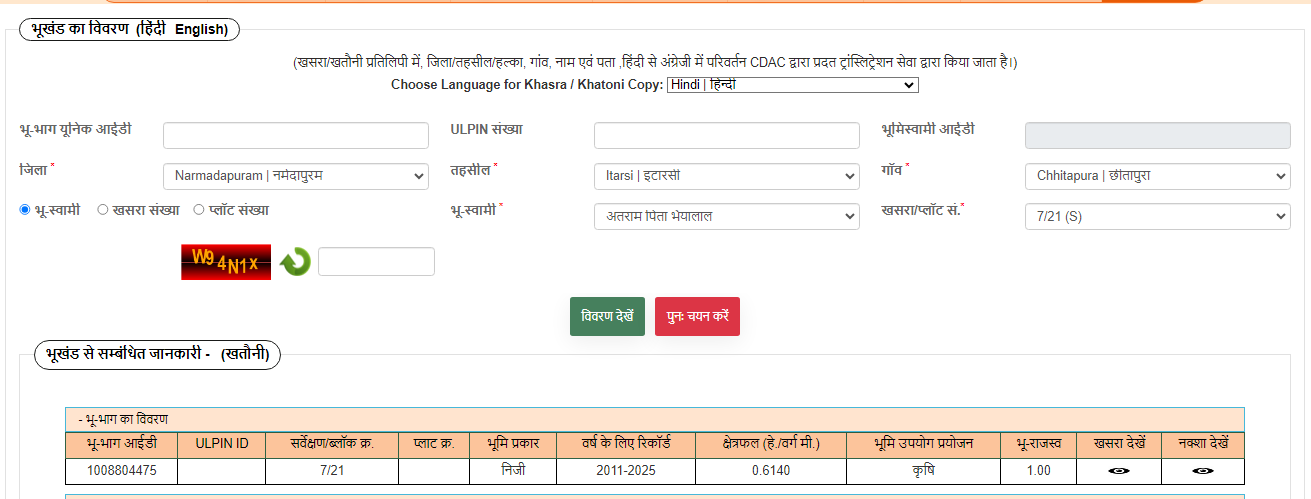 भूखंड का विवरण (हिंदी English)
(खसरा/खतौनी प्रतिलिपी में, जिला/तहसील/हल्का, गांव, नाम एवं पता ,हिंदी से अंग्रेजी में परिवर्तन CDAC द्वारा प्रदत ट्रांस्लिट्रेशन सेवा द्वारा किया जाता है।)
Choose Language for Khasra / Khatoni Copy: Hindi | हिन्दी
भू-भाग यूनिक आईडी ULPIN संख्या भूमिस्वामी आईडी
जिला * Narmadapuram | नर्मदापुरम तहसील * Itarsi | इटारसी गाँव * Chhitapura | छीतापुरा
भू-स्वामी खसरा संख्या प्लॉट संख्या भू-स्वामी * अतराम पिता भैयालाल खसरा/प्लॉट सं.* 7/21 (S)
W94N1X
विवरण देखें पुनः चयन करें
भूखंड से सम्बंधित जानकारी - (खतौनी)
- भू-भाग का विवरण
भू-भाग आईडी ULPIN ID सर्वेक्षण/ब्लॉक क्र. प्लाट क्र. भूमि प्रकार वर्ष के लिए रिकॉर्ड क्षेत्रफल (हे./वर्ग मी.) भूमि उपयोग प्रयोजन भू-राजस्व खसरा देखें नक्शा देखें
1008804475 7/21 निजी 2011-2025 0.6140 कृषि 1.00